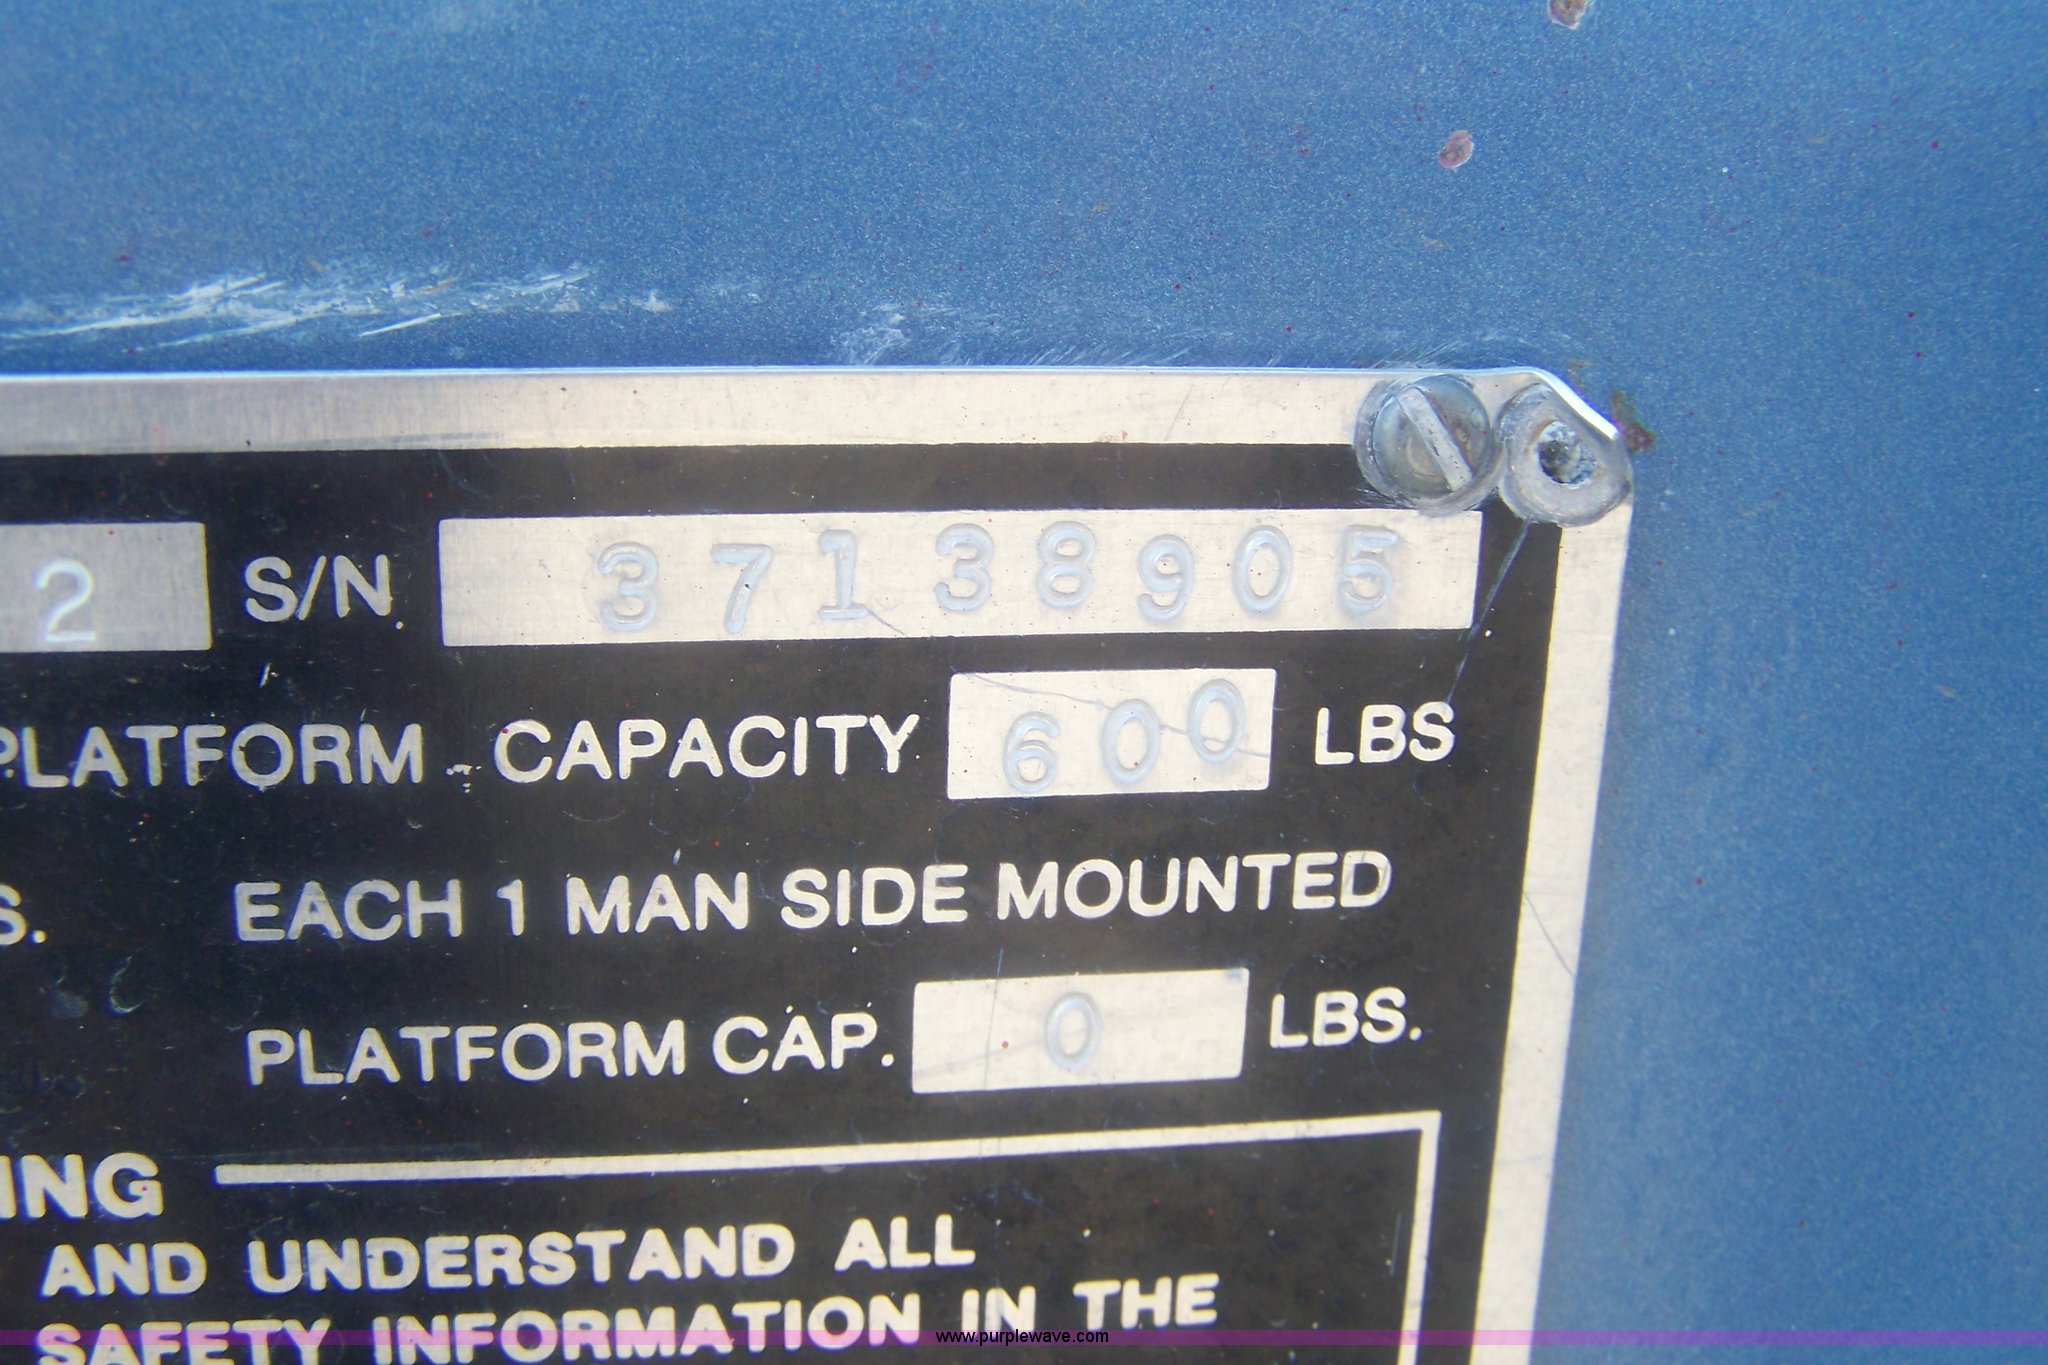 2 S/N 37138905
PLATFORM CAPACITY 600 LBS
S. EACH 1 MAN SIDE MOUNTED
PLATFORM CAP. 0 LBS.
ING
AND UNDERSTAND ALL
SAFETY INFORMATION IN THE
www.purplewave.com